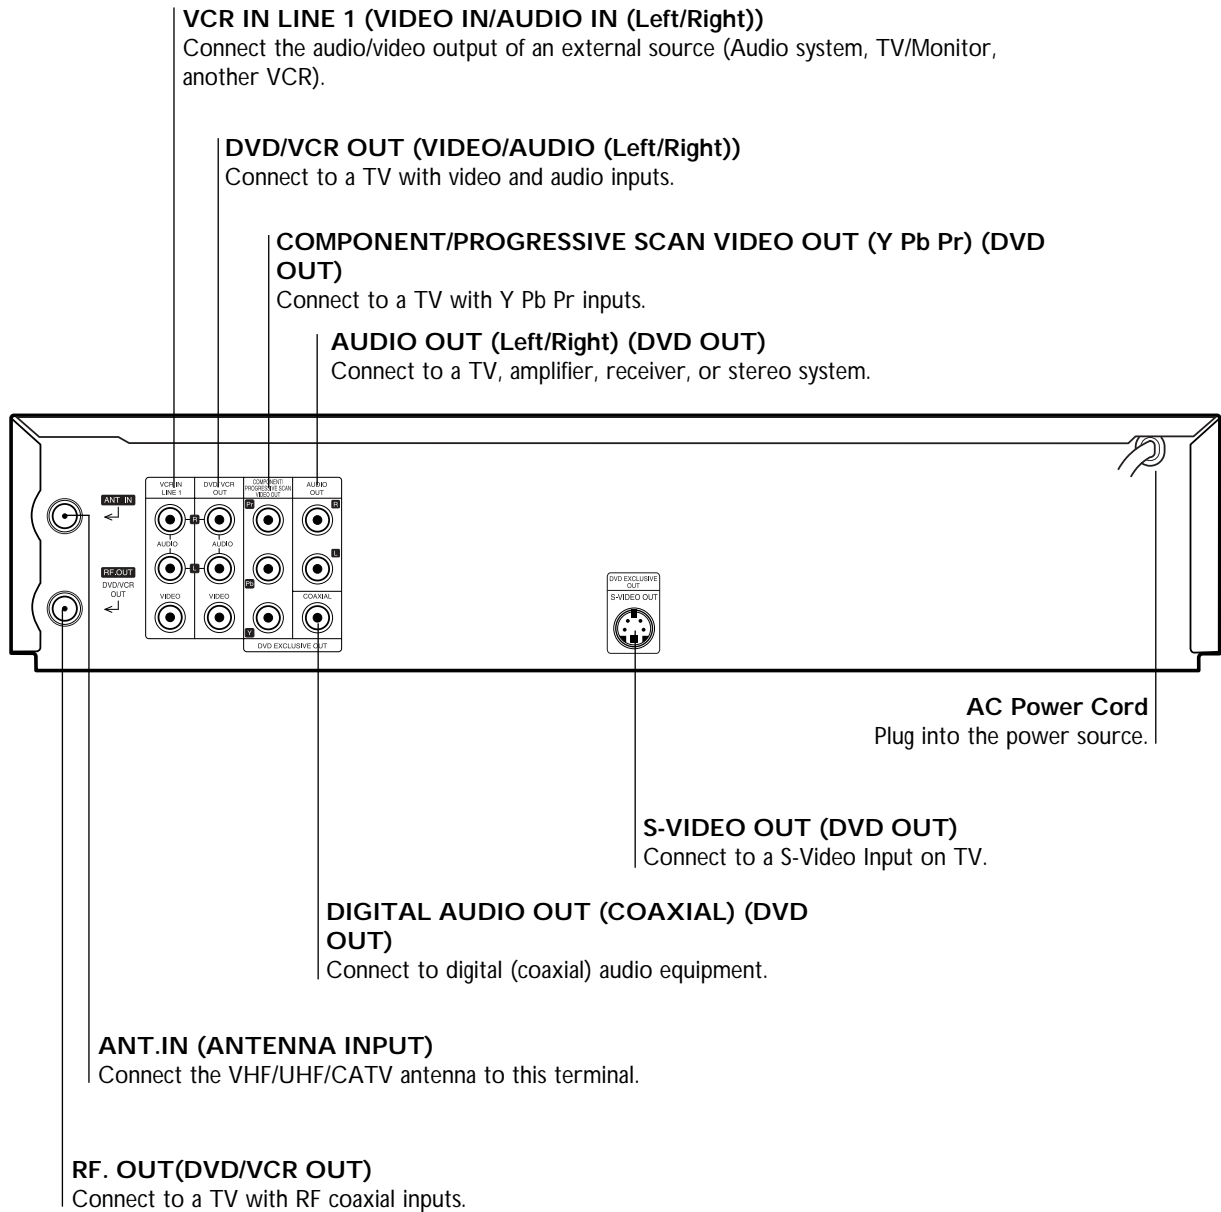 VCR IN LINE 1 (VIDEO IN/AUDIO IN (Left/Right))
Connect the audio/video output of an external source (Audio system, TV/Monitor,
another VCR).
DVD/VCR OUT (VIDEO/AUDIO (Left/Right))
Connect to a TV with video and audio inputs.
COMPONENT/PROGRESSIVE SCAN VIDEO OUT (Y Pb Pr) (DVD
OUT)
Connect to a TV with Y Pb Pr inputs.
AUDIO OUT (Left/Right) (DVD OUT)
Connect to a TV, amplifier, receiver, or stereo system.
ANT IN
RF.OUT
DVD/VCR
OUT
VCR IN
LINE 1
DVD/VCR
OUT
COMPONENT/
PROGRESSIVE SCAN
VIDEO OUT
AUDIO
OUT
R
Pr
R
AUDIO
AUDIO
L
L
Pb
VIDEO
VIDEO
COAXIAL
Y
DVD EXCLUSIVE OUT
DVD EXCLUSIVE
OUT
S-VIDEO OUT
AC Power Cord
Plug into the power source.
S-VIDEO OUT (DVD OUT)
Connect to a S-Video Input on TV.
DIGITAL AUDIO OUT (COAXIAL) (DVD
OUT)
Connect to digital (coaxial) audio equipment.
ANT.IN (ANTENNA INPUT)
Connect the VHF/UHF/CATV antenna to this terminal.
RF. OUT(DVD/VCR OUT)
Connect to a TV with RF coaxial inputs.